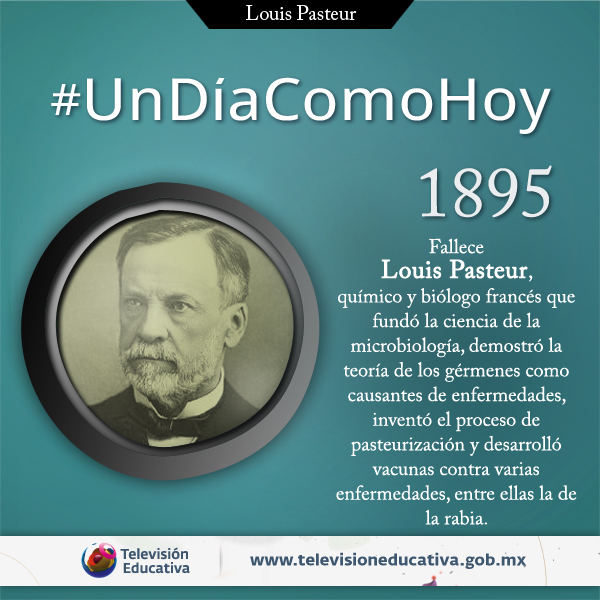 Louis Pasteur
#UnDíaComoHoy
1895
Fallece
Louis Pasteur,
químico y biólogo francés que
fundó la ciencia de la
microbiología, demostró la
teoría de los gérmenes como
causantes de enfermedades,
inventó el proceso de
pasteurización y desarrolló
vacunas contra varias
enfermedades, entre ellas la de
la rabia.
Televisión
Educativa
www.televisioneducativa.gob.mx